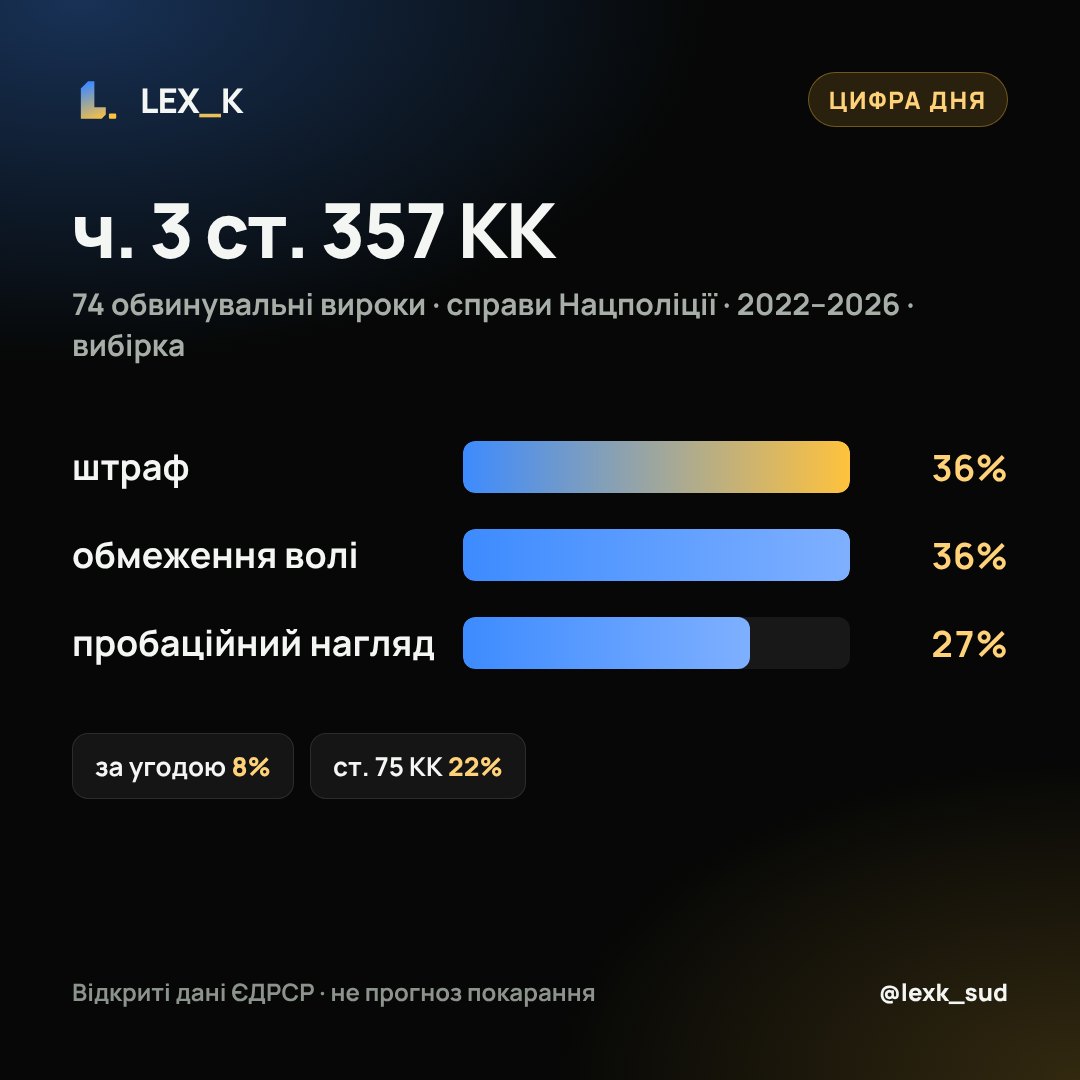 LEX_K
ЦИФРА ДНЯ
ч. 3 ст. 357 КК
74 обвинувальні вироки · справи Нацполіції · 2022–2026 ·
вибірка
штраф 36%
обмеження волі 36%
пробаційний нагляд 27%
за угодою 8% ст. 75 КК 22%
Відкриті дані ЄДРСР · не прогноз покарання
@lexk_sud